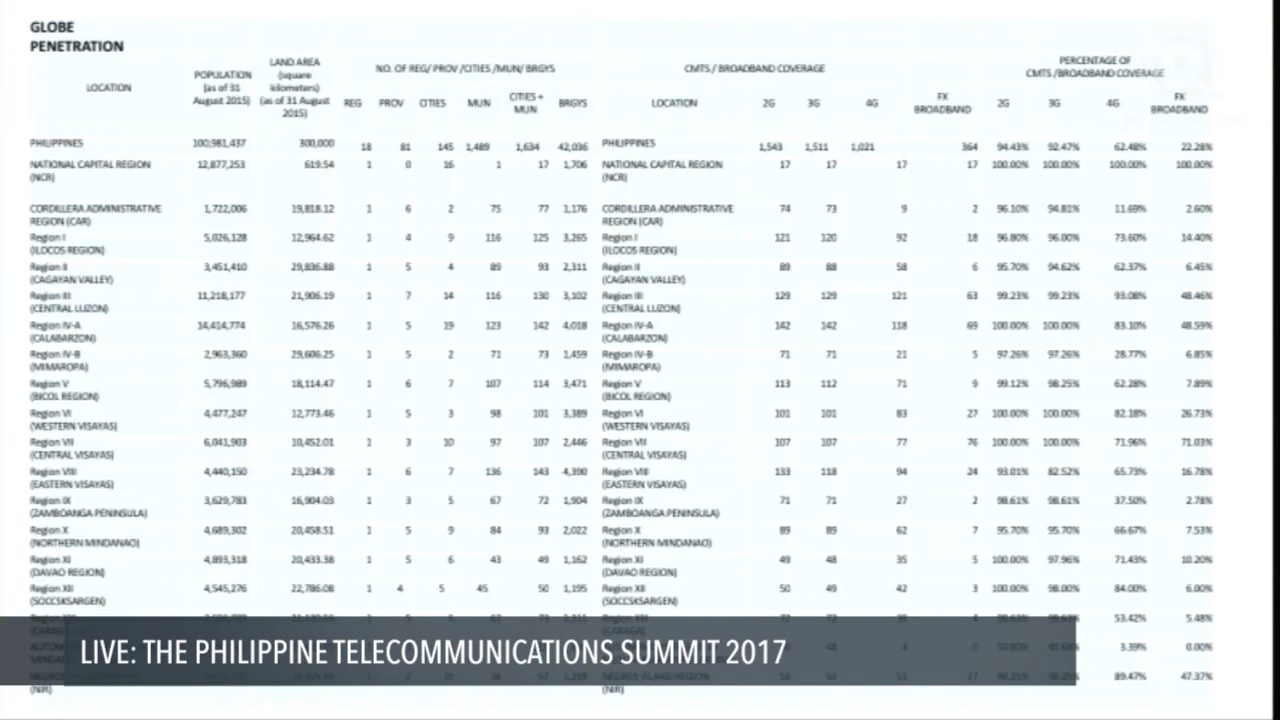 GLOBE
PENETRATION
LOCATION POPULATION (as of 31 August 2015) LAND AREA (square kilometers) (as of 31 August 2015) NO. OF REG/ PROV /CITIES /MUN/ BRGYS CMTS / BROADBAND COVERAGE PERCENTAGE OF CMTS /BROADBAND COVERAGE
REG PROV CITIES MUN CITIES + MUN BRGYS LOCATION 2G 3G 4G FX BROADBAND 2G 3G 4G FX BROADBAND
PHILIPPINES 100,981,437 300,000 18 81 145 1,489 1,634 42,036 PHILIPPINES 1,543 1,511 1,021 364 94.43% 92.47% 62.48% 22.28%
NATIONAL CAPITAL REGION 12,877,253 619.54 1 0 16 1 17 1,706 NATIONAL CAPITAL REGION 17 17 17 17 100.00% 100.00% 100.00% 100.00%
(NCR) (NCR)
CORDILLERA ADMINISTRATIVE 1,722,006 19,818.12 1 6 2 75 77 1,176 CORDILLERA ADMINISTRATIVE 74 73 9 2 96.10% 94.81% 11.69% 2.60%
REGION (CAR) REGION (CAR)
Region I 5,026,128 12,964.62 1 4 9 116 125 3,265 Region I 121 120 92 18 96.80% 96.00% 73.60% 14.40%
(ILOCOS REGION) (ILOCOS REGION)
Region II 3,451,410 29,836.88 1 5 4 89 93 2,311 Region II 89 88 58 6 95.70% 94.62% 62.37% 6.45%
(CAGAYAN VALLEY) (CAGAYAN VALLEY)
Region III 11,218,177 21,906.19 1 7 14 116 130 3,102 Region III 129 129 121 63 99.23% 99.23% 93.08% 48.46%
(CENTRAL LUZON) (CENTRAL LUZON)
Region IV-A 14,414,774 16,576.26 1 5 19 123 142 4,018 Region IV-A 142 142 118 69 100.00% 100.00% 83.10% 48.59%
(CALABARZON) (CALABARZON)
Region IV-B 2,963,360 29,606.25 1 5 2 71 73 1,459 Region IV-B 71 71 21 5 97.26% 97.26% 28.77% 6.85%
(MIMAROPA) (MIMAROPA)
Region V 5,796,989 18,114.47 1 6 7 107 114 3,471 Region V 113 112 71 9 99.12% 98.25% 62.28% 7.89%
(BICOL REGION) (BICOL REGION)
Region VI 4,477,247 12,773.46 1 5 3 98 101 3,389 Region VI 101 101 83 27 100.00% 100.00% 82.18% 26.73%
(WESTERN VISAYAS) (WESTERN VISAYAS)
Region VII 6,041,903 10,452.01 1 3 10 97 107 2,446 Region VII 107 107 77 76 100.00% 100.00% 71.96% 71.03%
(CENTRAL VISAYAS) (CENTRAL VISAYAS)
Region VIII 4,440,150 23,234.78 1 6 7 136 143 4,390 Region VIII 133 118 94 24 93.01% 82.52% 65.73% 16.78%
(EASTERN VISAYAS) (EASTERN VISAYAS)
Region IX 3,629,783 16,904.03 1 3 5 67 72 1,904 Region IX 71 71 27 2 98.61% 98.61% 37.50% 2.78%
(ZAMBOANGA PENINSULA) (ZAMBOANGA PENINSULA)
Region X 4,689,302 20,458.51 1 5 9 84 93 2,022 Region X 89 89 62 7 95.70% 95.70% 66.67% 7.53%
(NORTHERN MINDANAO) (NORTHERN MINDANAO)
Region XI 4,893,318 20,433.38 1 5 6 43 49 1,162 Region XI 49 48 35 5 100.00% 97.96% 71.43% 10.20%
(DAVAO REGION) (DAVAO REGION)
Region XII 4,545,276 22,786.08 1 4 5 45 50 1,195 Region XII 50 49 42 3 100.00% 98.00% 84.00% 6.00%
(SOCCSKSARGEN) (SOCCSKSARGEN)
53.42% 5.48%
3.39% 0.00%
89.47% 47.37%
(NIR) (NIR)
LIVE: THE PHILIPPINE TELECOMMUNICATIONS SUMMIT 2017